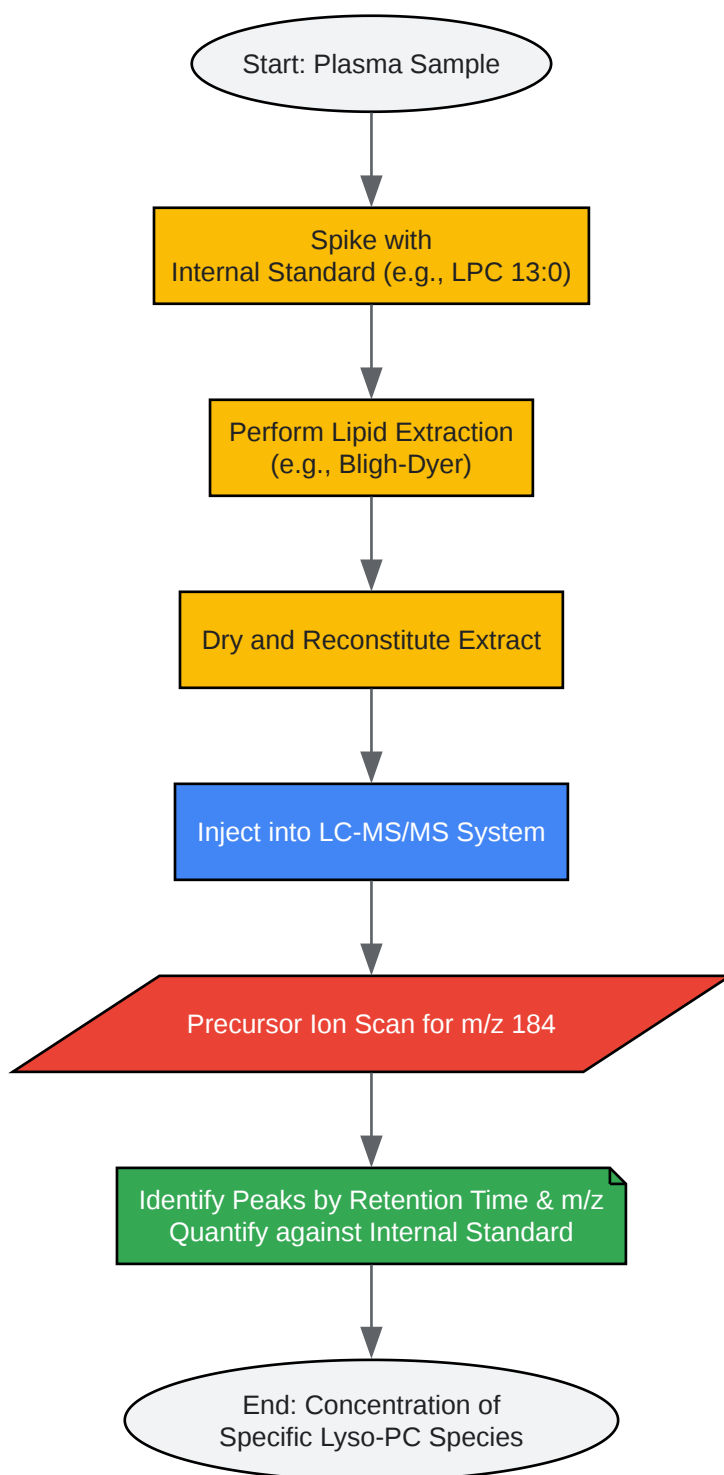 Start: Plasma Sample
Spike with
Internal Standard (e.g., LPC 13:0)
Perform Lipid Extraction
(e.g., Bligh-Dyer)
Dry and Reconstitute Extract
Inject into LC-MS/MS System
Precursor Ion Scan for m/z 184
Identify Peaks by Retention Time & m/z
Quantify against Internal Standard
End: Concentration of
Specific Lyso-PC Species